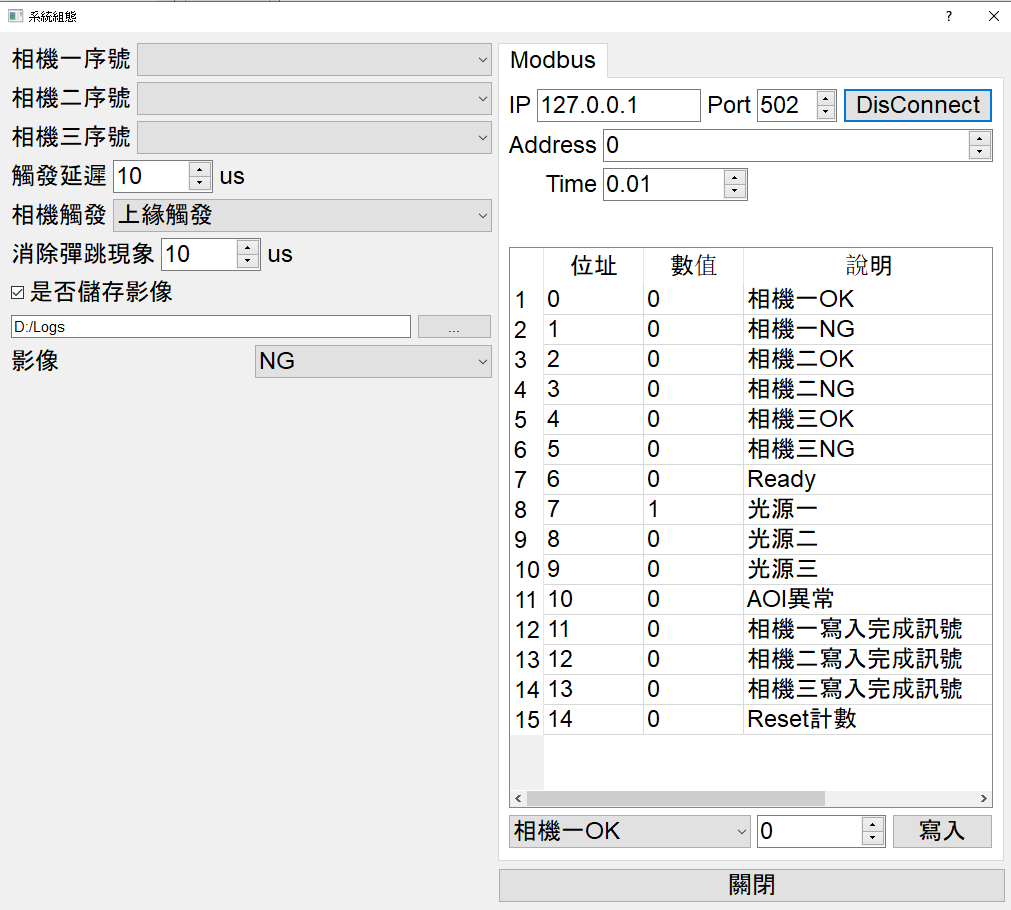 系統組態
?
相機一序號
相機二序號
相機三序號
觸發延遲 10 us
相機觸發 上緣觸發
消除彈跳現象 10 us
是否儲存影像
D:/Logs ...
影像 NG
Modbus
IP 127.0.0.1 Port 502 DisConnect
Address 0
Time 0.01
位址 數值 說明
1 0 0 相機一OK
2 1 0 相機一NG
3 2 0 相機二OK
4 3 0 相機二NG
5 4 0 相機三OK
6 5 0 相機三NG
7 6 0 Ready
8 7 1 光源一
9 8 0 光源二
10 9 0 光源三
11 10 0 AOI異常
12 11 0 相機一寫入完成訊號
13 12 0 相機二寫入完成訊號
14 13 0 相機三寫入完成訊號
15 14 0 Reset計數
相機一OK 0 寫入
關閉